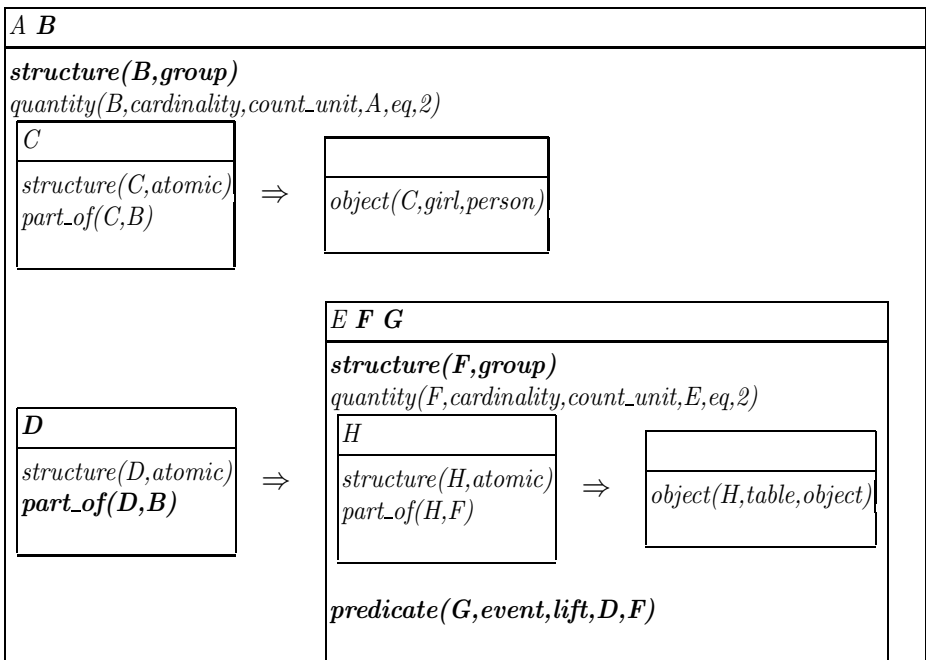 A B
structure(B,group)
quantity(B,cardinality,count_unit,A,eq,2)
C
structure(C,atomic)
part_of(C,B)
⇒
object(C,girl,person)
D
structure(D,atomic)
part_of(D,B)
⇒
E F G
structure(F,group)
quantity(F,cardinality,count_unit,E,eq,2)
H
structure(H,atomic)
part_of(H,F)
⇒
object(H,table,object)
predicate(G,event,lift,D,F)